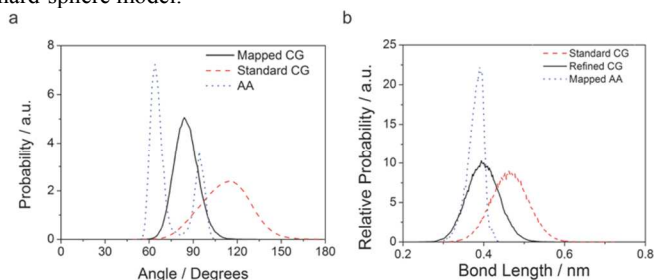 hard-sphere model.
a
8
6
4
2
0
0 30 60 90 120 150 180
Probability / a.u.
Angle / Degrees
Mapped CG
Standard CG
AA
b
25
20
15
10
5
0
0.2 0.4 0.6 0.8
Relative Probability / a.u.
Bond Length / nm
Standard CG
Refined CG
Mapped AA